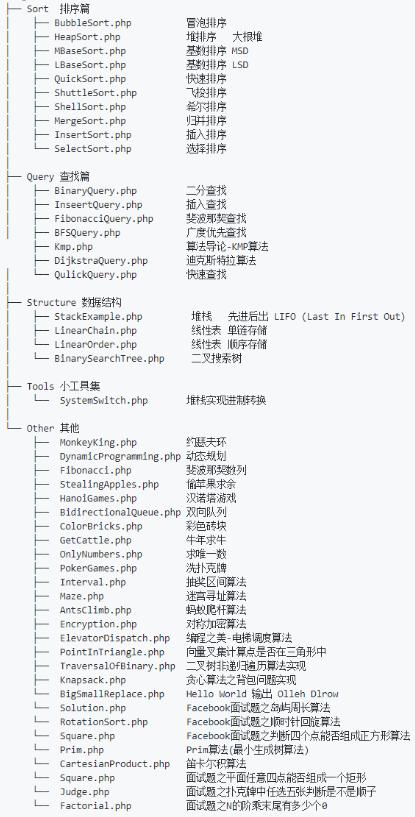 ├── Sort 排序篇
│ ├── BubbleSort.php 冒泡排序
│ ├── HeapSort.php 堆排序 大根堆
│ ├── MBaseSort.php 基数排序 MSD
│ ├── LBaseSort.php 基数排序 LSD
│ ├── QuickSort.php 快速排序
│ ├── ShuttleSort.php 飞梭排序
│ ├── ShellSort.php 希尔排序
│ ├── MergeSort.php 归并排序
│ ├── InsertSort.php 插入排序
│ └── SelectSort.php 选择排序
│
├── Query 查找篇
│ ├── BinaryQuery.php 二分查找
│ ├── InseertQuery.php 插入查找
│ ├── FibonacciQuery.php 斐波那契查找
│ ├── BFSQuery.php 广度优先查找
│ ├── Kmp.php 算法导论-KMP算法
│ ├── DijkstraQuery.php 迪克斯特拉算法
│ └── QulickQuery.php 快速查找
│
├── Structure 数据结构
│ ├── StackExample.php 堆栈 先进后出 LIFO (Last In First Out)
│ ├── LinearChain.php 线性表 单链存储
│ ├── LinearOrder.php 线性表 顺序存储
│ └── BinarySearchTree.php 二叉搜索树
│
├── Tools 小工具集
│ └── SystemSwitch.php 堆栈实现进制转换
│
└── Other 其他
├── MonkeyKing.php 约瑟夫环
├── DynamicProgramming.php 动态规划
├── Fibonacci.php 斐波那契数列
├── StealingApples.php 偷苹果求余
├── HanoiGames.php 汉诺塔游戏
├── BidirectionalQueue.php 双向队列
├── ColorBricks.php 彩色砖块
├── GetCattle.php 牛年求牛
├── OnlyNumbers.php 求唯一数
├── PokerGames.php 洗扑克牌
├── Interval.php 抽奖区间算法
├── Maze.php 迷宫寻址算法
├── AntsClimb.php 蚂蚁爬杆算法
├── Encryption.php 对称加密算法
├── ElevatorDispatch.php 编程之美-电梯调度算法
├── PointInTriangle.php 向量叉集计算点是否在三角形中
├── TraversalOfBinary.php 二叉树非递归遍历算法实现
├── Knapsack.php 贪心算法之背包问题实现
└── BigSmallReplace.php Hello World 输出 Olleh Dlrow
└── Solution.php Facebook面试题之岛屿周长算法
└── RotationSort.php Facebook面试题之顺时针回旋算法
└── Square.php Facebook面试题之判断四个点能否组成正方形算法
└── Prim.php Prim算法(最小生成树算法)
└── CartesianProduct.php 笛卡尔积算法
└── Square.php 面试题之平面任意四点能否组成一个矩形
└── Judge.php 面试题之扑克牌中任选五张判断是不是顺子
└── Factorial.php 面试题之N的阶乘末尾有多少个0